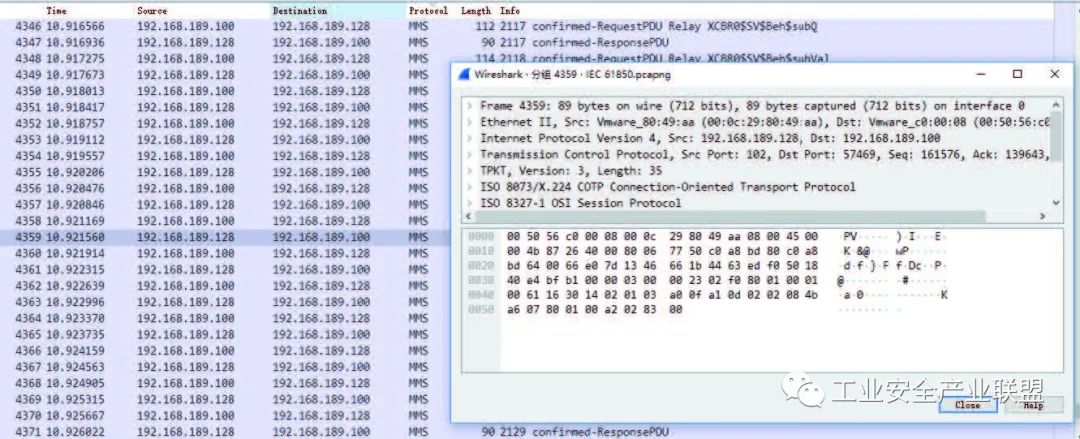 Time Source Destination Protocol Length Info
4346 10.916566 192.168.189.100 192.168.189.128 MMS 112 2117 confirmed-RequestPDU Relay XCBR0$SV$Beh$subQ
4347 10.916936 192.168.189.128 192.168.189.100 MMS 90 2117 confirmed-ResponsePDU
4348 10.917275 192.168.189.100 192.168.189.128 MMS 114 2118 confirmed-RequestPDU Relay XCBR0$SV$Beh$subVal
4349 10.917673 192.168.189.128 192.168.189.100 MMS
4350 10.918013 192.168.189.100 192.168.189.128 MMS
4351 10.918417 192.168.189.128 192.168.189.100 MMS
4352 10.918757 192.168.189.100 192.168.189.128 MMS
4353 10.919112 192.168.189.128 192.168.189.100 MMS
4354 10.919557 192.168.189.100 192.168.189.128 MMS
4355 10.920206 192.168.189.128 192.168.189.100 MMS
4356 10.920476 192.168.189.100 192.168.189.128 MMS
4357 10.920846 192.168.189.128 192.168.189.100 MMS
4358 10.921169 192.168.189.100 192.168.189.128 MMS
4359 10.921560 192.168.189.128 192.168.189.100 MMS
4360 10.921914 192.168.189.100 192.168.189.128 MMS
4361 10.922315 192.168.189.128 192.168.189.100 MMS
4362 10.922639 192.168.189.100 192.168.189.128 MMS
4363 10.922996 192.168.189.128 192.168.189.100 MMS
4364 10.923370 192.168.189.100 192.168.189.128 MMS
4365 10.923735 192.168.189.128 192.168.189.100 MMS
4366 10.924159 192.168.189.100 192.168.189.128 MMS
4367 10.924563 192.168.189.128 192.168.189.100 MMS
4368 10.924905 192.168.189.100 192.168.189.128 MMS
4369 10.925315 192.168.189.128 192.168.189.100 MMS
4370 10.925667 192.168.189.100 192.168.189.128 MMS
4371 10.926022 192.168.189.128 192.168.189.100 MMS 90 2129 confirmed-ResponsePDU
Wireshark · 分组 4359 · IEC 61850.pcapng
Frame 4359: 89 bytes on wire (712 bits), 89 bytes captured (712 bits) on interface 0
Ethernet II, Src: Vmware_80:49:aa (00:0c:29:80:49:aa), Dst: Vmware_c0:00:08 (00:50:56:c0
Internet Protocol Version 4, Src: 192.168.189.128, Dst: 192.168.189.100
Transmission Control Protocol, Src Port: 102, Dst Port: 57469, Seq: 161576, Ack: 139643,
TPKT, Version: 3, Length: 35
ISO 8073/X.224 COTP Connection-Oriented Transport Protocol
ISO 8327-1 OSI Session Protocol
0000 00 50 56 c0 00 08 00 0c 29 80 49 aa 08 00 45 00 PV·····)·I···E·
0010 00 4b 87 26 40 00 80 06 77 50 c0 a8 bd 80 c0 a8 K·&@···wP······
0020 bd 64 00 66 e0 7d 13 46 66 1b 44 63 ed f0 50 18 ·d·f·}·Ff·Dc··P·
0030 40 e4 bf b1 00 00 03 00 00 23 02 f0 80 01 00 01 @········#······
0040 00 61 16 30 14 02 01 03 a0 0f a1 0d 02 02 08 4b ·a·0···········K
0050 a6 07 80 01 00 a2 02 83 00 ·········
工业安全产业联盟
Close Help